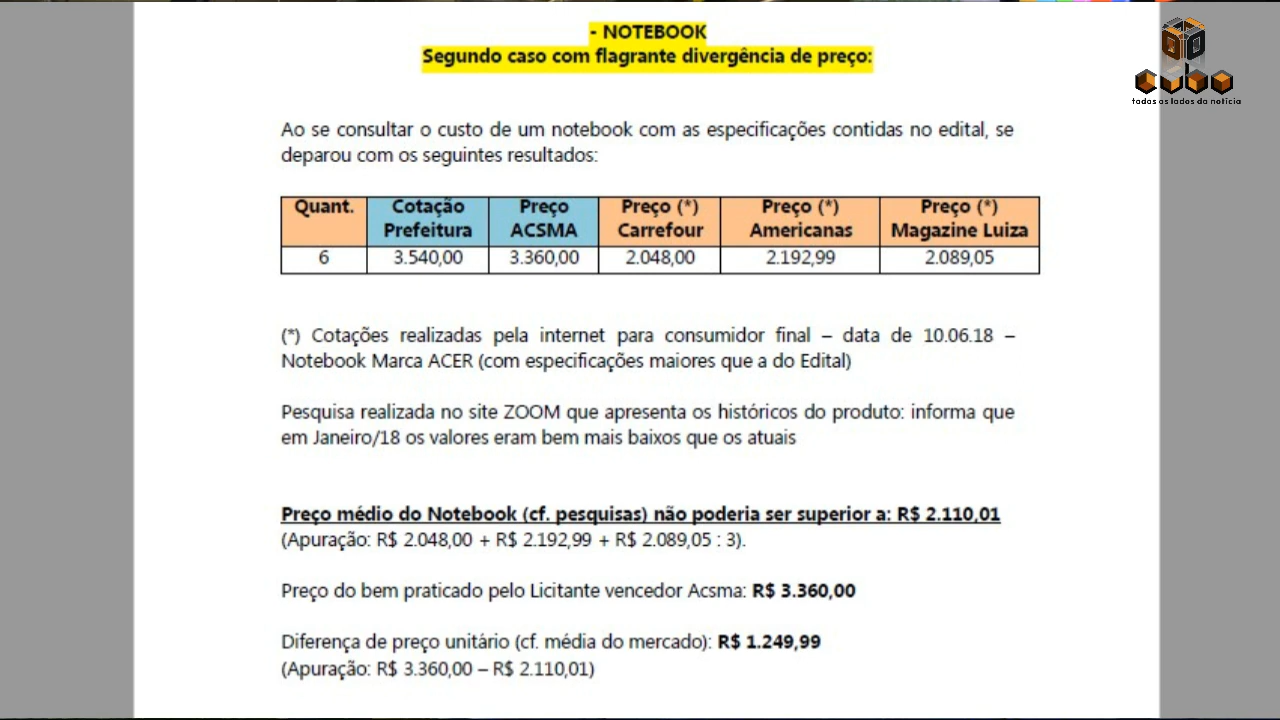 - NOTEBOOK
Segundo caso com flagrante divergência de preço:
CUBO
todos os lados da notícia
Ao se consultar o custo de um notebook com as especificações contidas no edital, se
deparou com os seguintes resultados:
Quant. Cotação Prefeitura Preço ACSMA Preço (*) Carrefour Preço (*) Americanas Preço (*) Magazine Luiza
6 3.540,00 3.360,00 2.048,00 2.192,99 2.089,05
(*) Cotações realizadas pela internet para consumidor final – data de 10.06.18 –
Notebook Marca ACER (com especificações maiores que a do Edital)
Pesquisa realizada no site ZOOM que apresenta os históricos do produto: informa que
em Janeiro/18 os valores eram bem mais baixos que os atuais
Preço médio do Notebook (cf. pesquisas) não poderia ser superior a: R$ 2.110,01
(Apuração: R$ 2.048,00 + R$ 2.192,99 + R$ 2.089,05 : 3).
Preço do bem praticado pelo Licitante vencedor Acsma: R$ 3.360,00
Diferença de preço unitário (cf. média do mercado): R$ 1.249,99
(Apuração: R$ 3.360,00 – R$ 2.110,01)